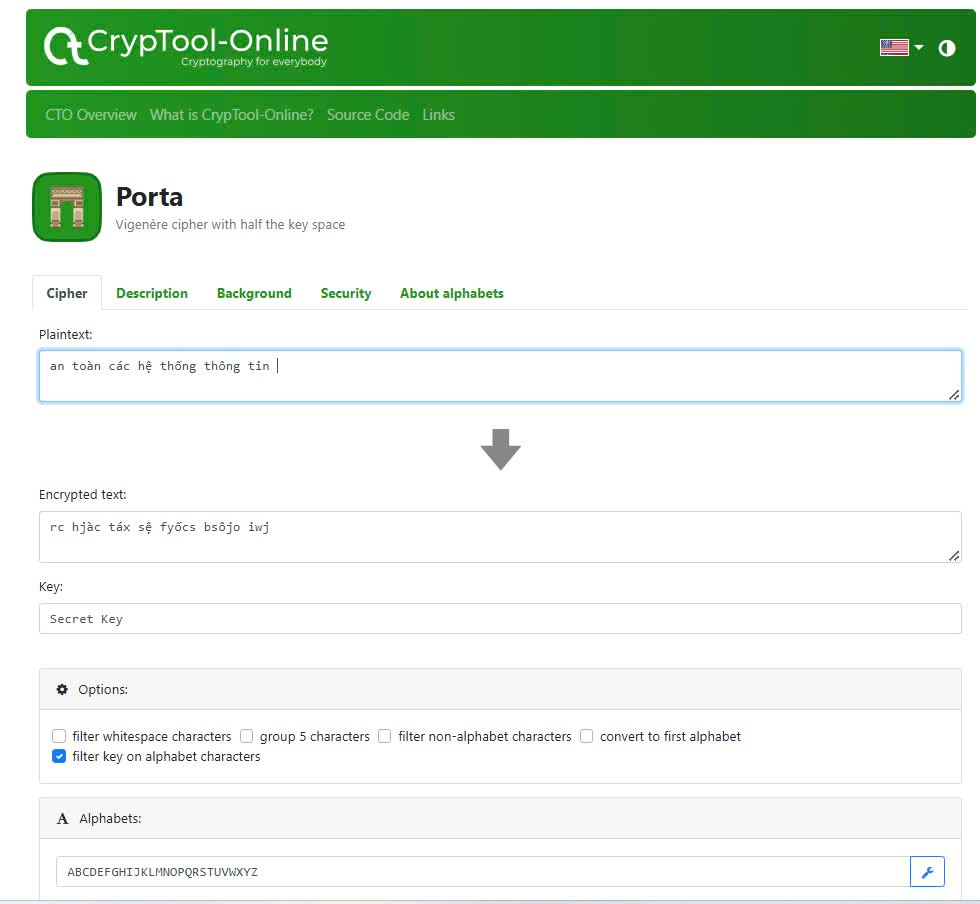 CrypTool-Online
Cryptography for everybody
CTO Overview What is CrypTool-Online? Source Code Links
Porta
Vigenère cipher with half the key space
Cipher Description Background Security About alphabets
Plaintext:
an toàn các hệ thống thông tin
Encrypted text:
rc hjàc táx sệ fyốcs bsôjo iwj
Key:
Secret Key
Options:
filter whitespace characters group 5 characters filter non-alphabet characters convert to first alphabet
filter key on alphabet characters
A Alphabets:
ABCDEFGHIJKLMNOPQRSTUVWXYZ